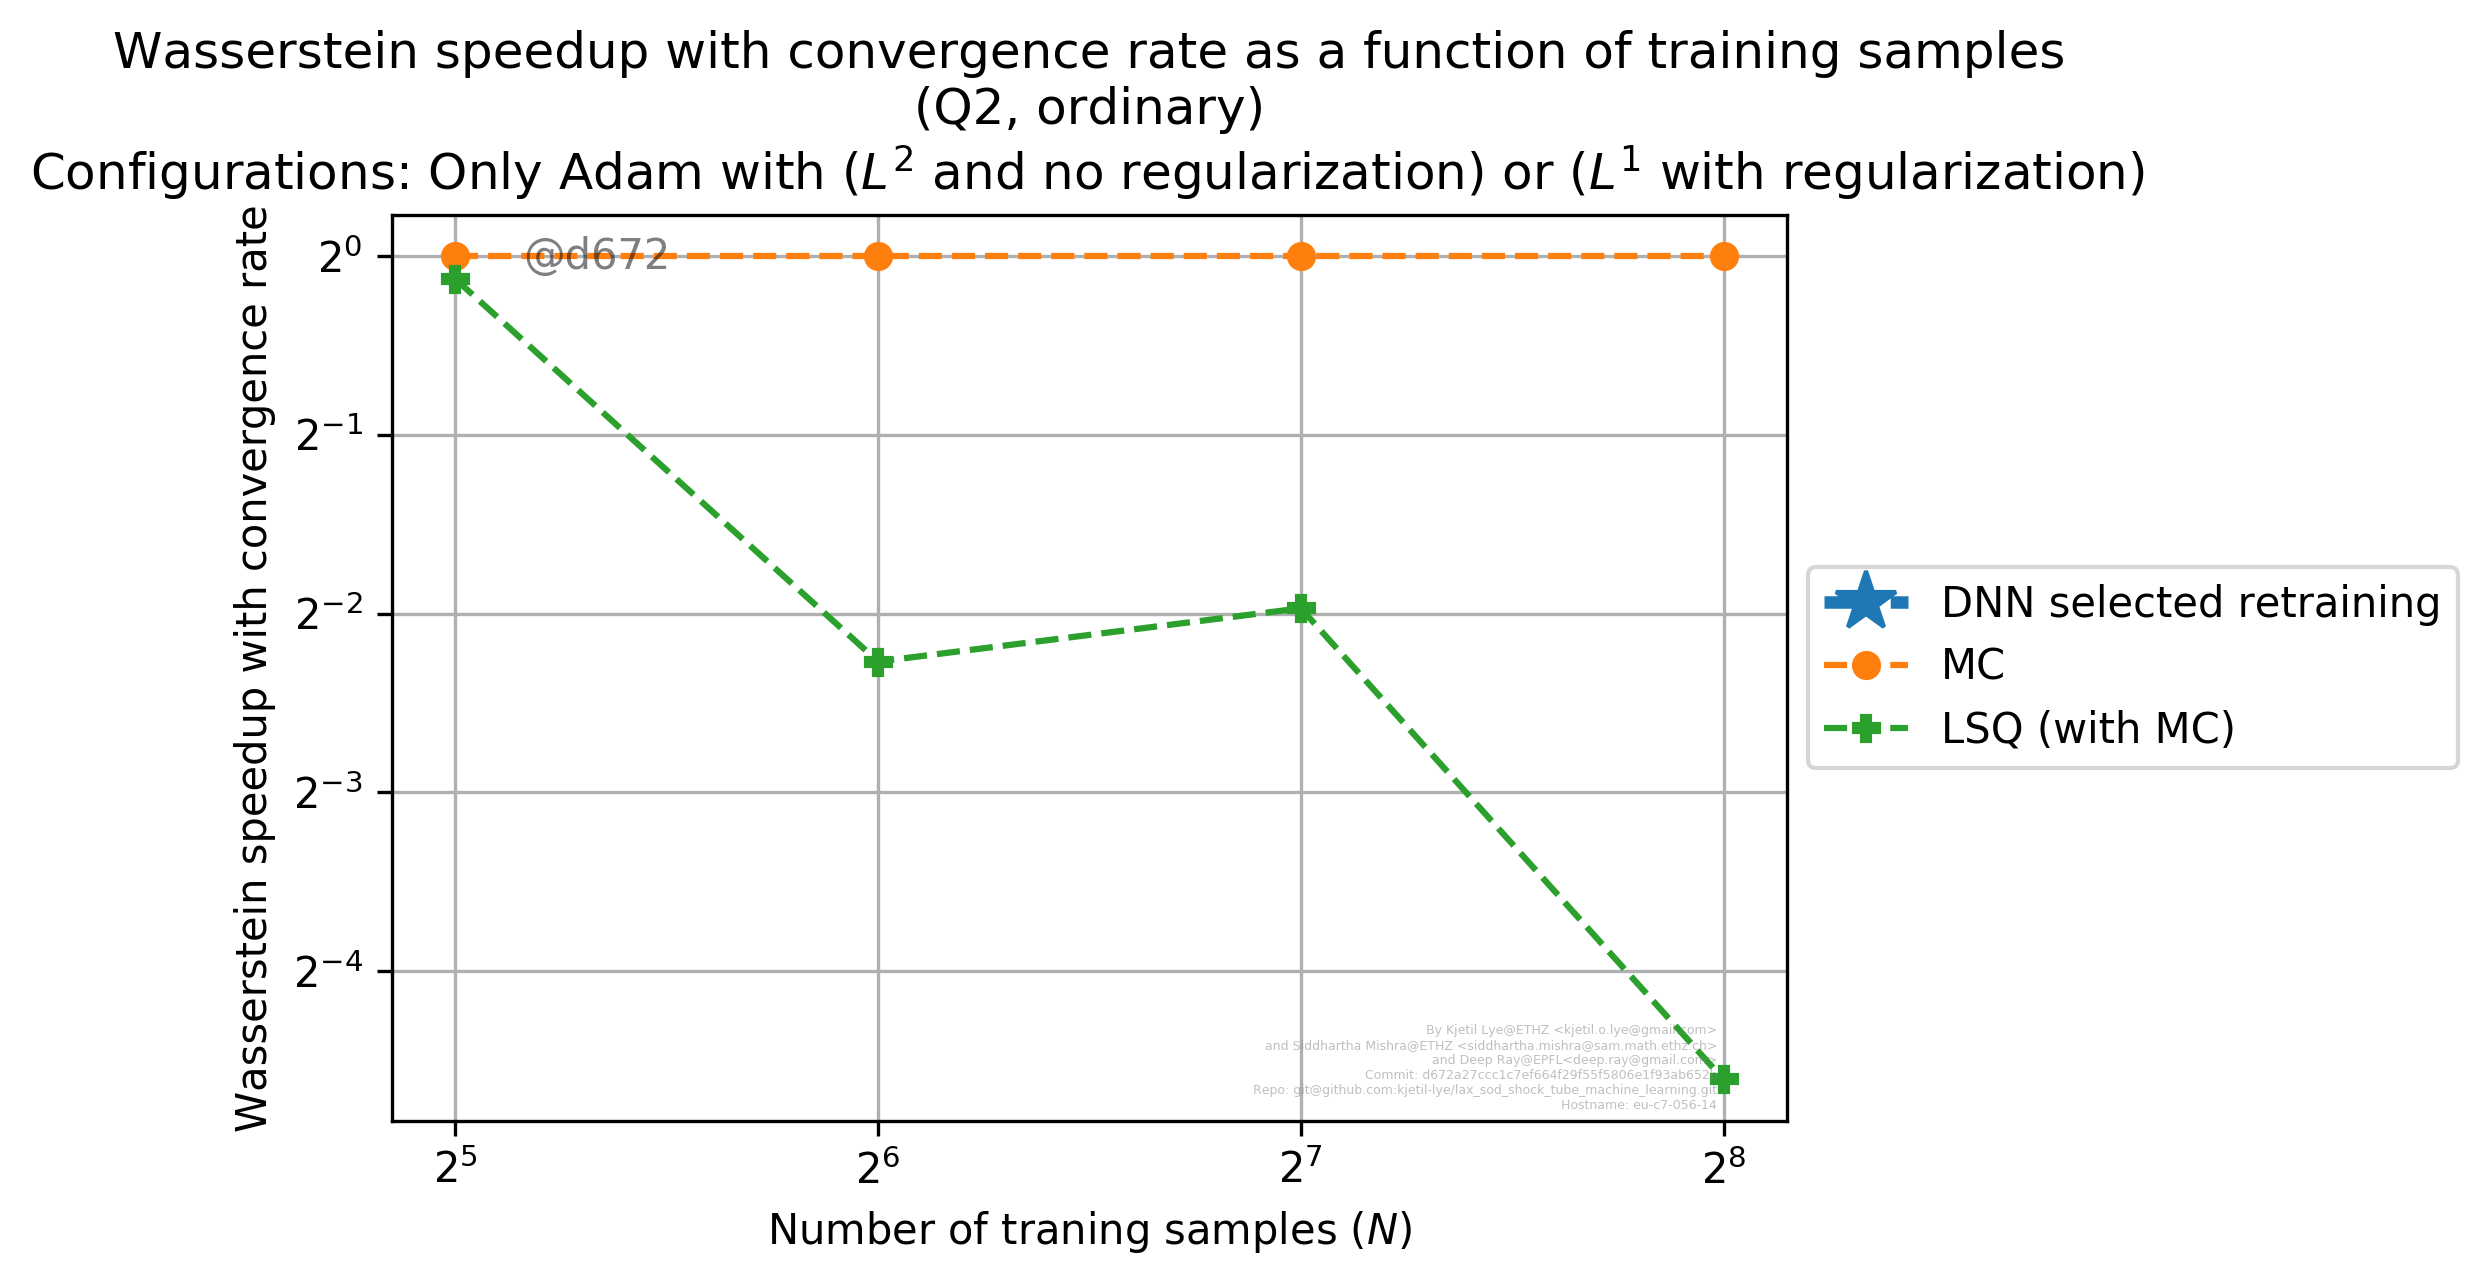 Wasserstein speedup with convergence rate as a function of training samples
(Q2, ordinary)
Configurations: Only Adam with (L² and no regularization) or (L¹ with regularization)
Wasserstein speedup with convergence rate
2⁰
2⁻¹
2⁻²
2⁻³
2⁻⁴
@d672
By Kjetil Lye@ETHZ <kjetil.o.lye@gmail.com>
and Siddhartha Mishra@ETHZ <siddhartha.mishra@sam.math.ethz.ch>
and Deep Ray@EPFL<deep.ray@gmail.com>
Commit:
Repo: git@github.com:kjetil-lye/lax_sod_shock_tube_machine_learning.git
Hostname: eu-c7-056-14
2⁵ 2⁶ 2⁷ 2⁸
Number of traning samples (N)
DNN selected retraining
MC
LSQ (with MC)